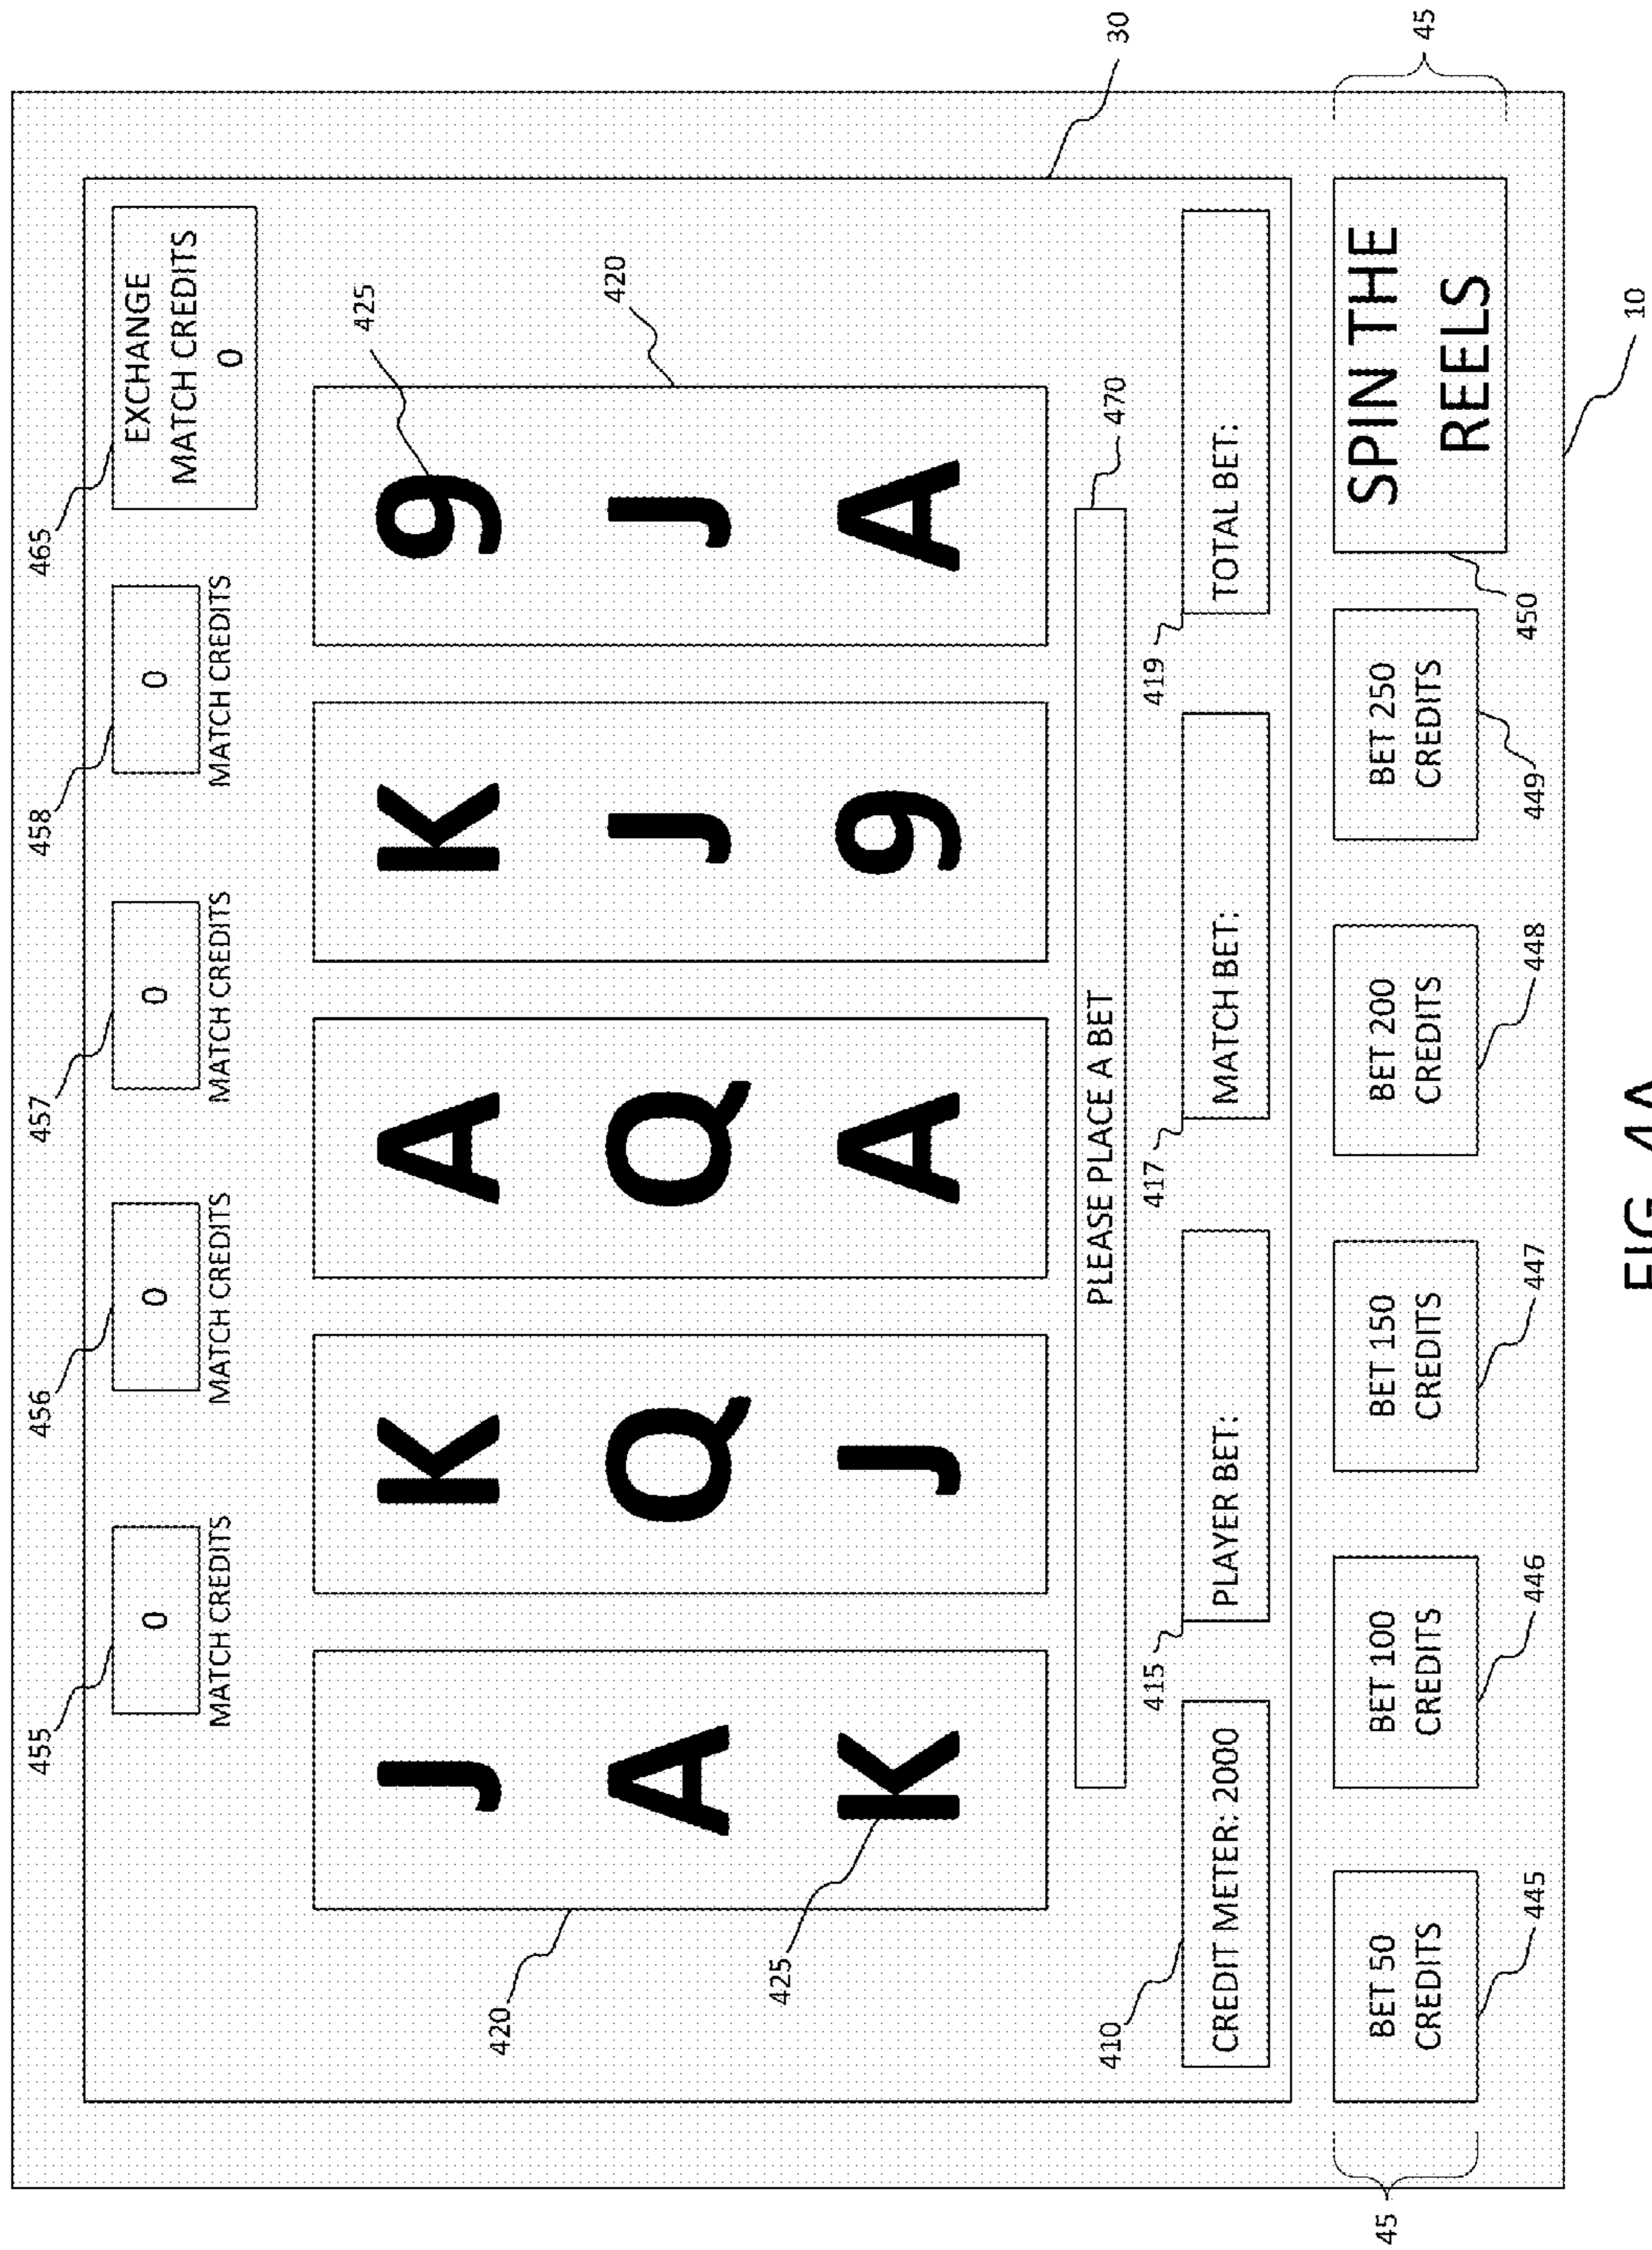 455
456
457
458
465
0
0
0
0
EXCHANGE
MATCH CREDITS
0
MATCH CREDITS
MATCH CREDITS
MATCH CREDITS
MATCH CREDITS
425
J
K
A
K
9
420
A
Q
Q
J
J
K
J
A
9
A
420
425
PLEASE PLACE A BET
470
30
410
415
417
419
CREDIT METER: 2000
PLAYER BET:
MATCH BET:
TOTAL BET:
45
BET 50
CREDITS
BET 100
CREDITS
BET 150
CREDITS
BET 200
CREDITS
BET 250
CREDITS
SPIN THE
REELS
45
445
446
447
448
449
450
10
FIG. 4A